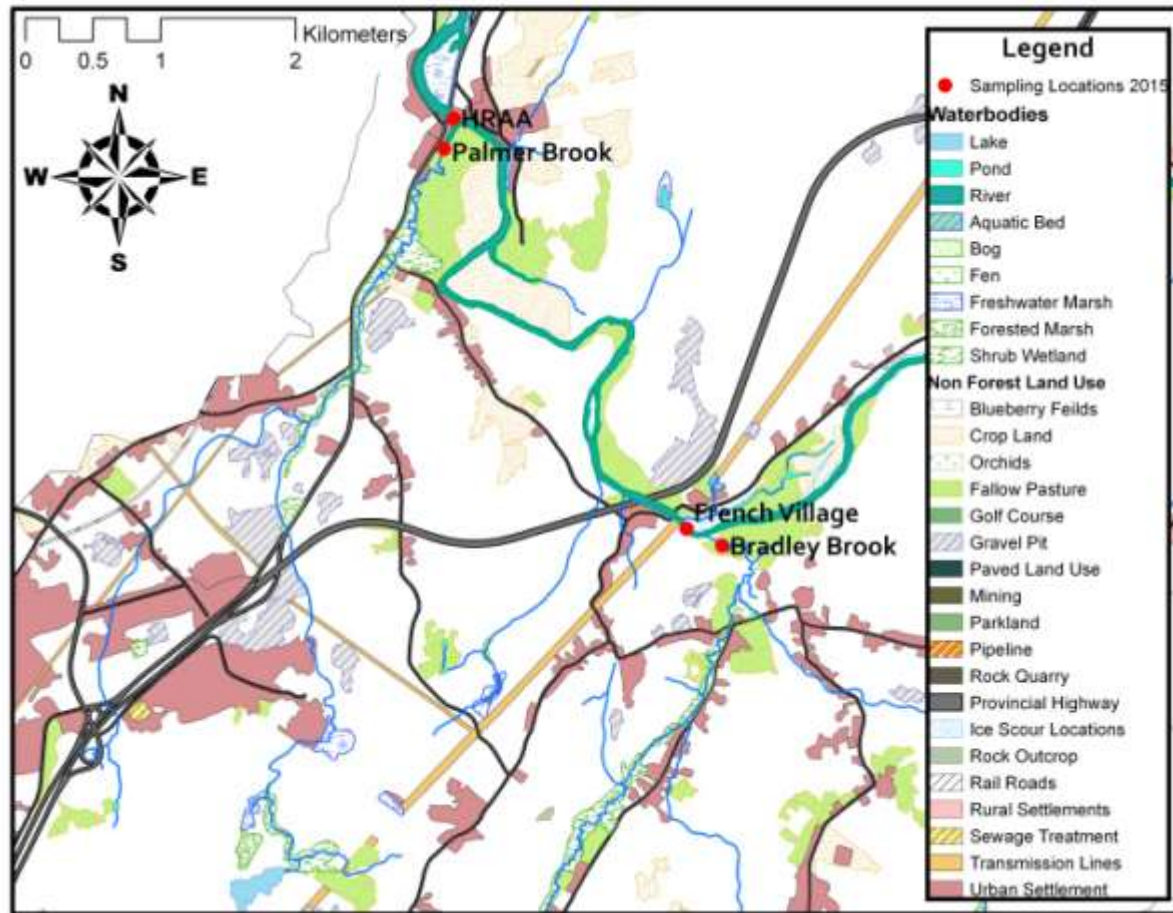 Kilometers
0 0.5 1 2
N
W E
S
HRAA
Palmer Brook
French Village
Bradley Brook
Legend
Sampling Locations 2015
Waterbodies
Lake
Pond
River
Aquatic Bed
Bog
Fen
Freshwater Marsh
Forested Marsh
Shrub Wetland
Non Forest Land Use
Blueberry Feilds
Crop Land
Orchids
Fallow Pasture
Golf Course
Gravel Pit
Paved Land Use
Mining
Parkland
Pipeline
Rock Quarry
Provincial Highway
Ice Scour Locations
Rock Outcrop
Rail Roads
Rural Settlements
Sewage Treatment
Transmission Lines
Urban Settlement